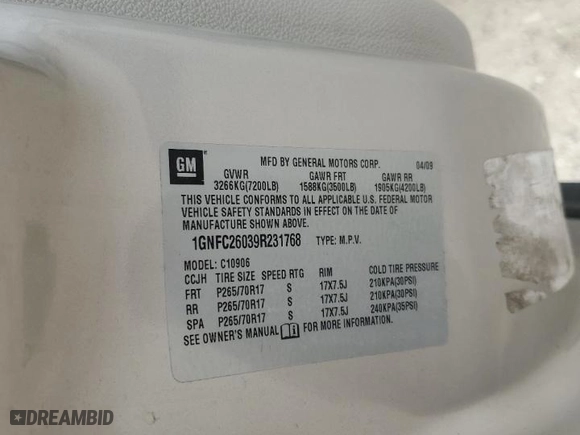 GM
MFD BY GENERAL MOTORS CORP. 04/09
GVWR GAWR FRT GAWR RR
3266KG(7200LB) 1588KG(3500LB) 1905KG(4200LB)
THIS VEHICLE CONFORMS TO ALL APPLICABLE U.S. FEDERAL MOTOR
VEHICLE SAFETY STANDARDS IN EFFECT ON THE DATE OF
MANUFACTURE SHOWN ABOVE.
1GNFC26039R231768 TYPE: M.P.V.
MODEL: C10906
CCJH TIRE SIZE SPEED RTG RIM COLD TIRE PRESSURE
FRT P265/70R17 S 17X7.5J 210KPA(30PSI)
RR P265/70R17 S 17X7.5J 210KPA(30PSI)
SPA P265/70R17 S 17X7.5J 240KPA(35PSI)
SEE OWNER'S MANUAL FOR MORE INFORMATION.
DREAMBID